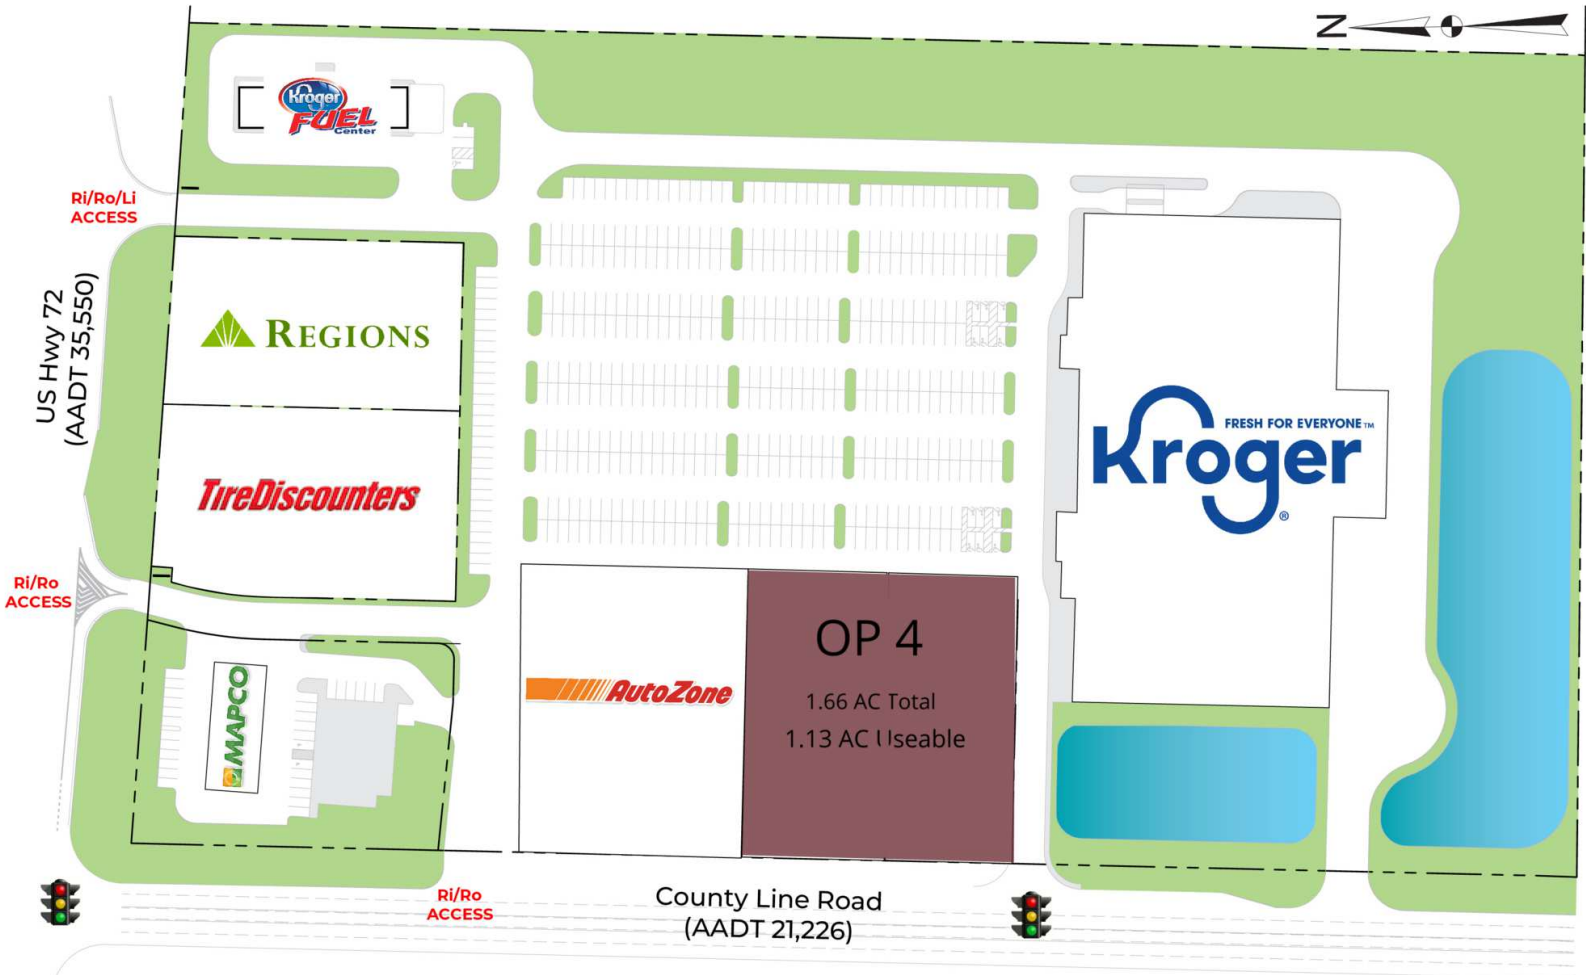 N
Kroger
FUEL
Center
Ri/Ro/Li
ACCESS
US Hwy 72
(AADT 35,550)
REGIONS
TireDiscounters
FRESH FOR EVERYONE™
Kroger
®
Ri/Ro
ACCESS
MAPCO
AutoZone
OP 4
1.66 AC Total
1.13 AC Useable
Ri/Ro
ACCESS
County Line Road
(AADT 21,226)